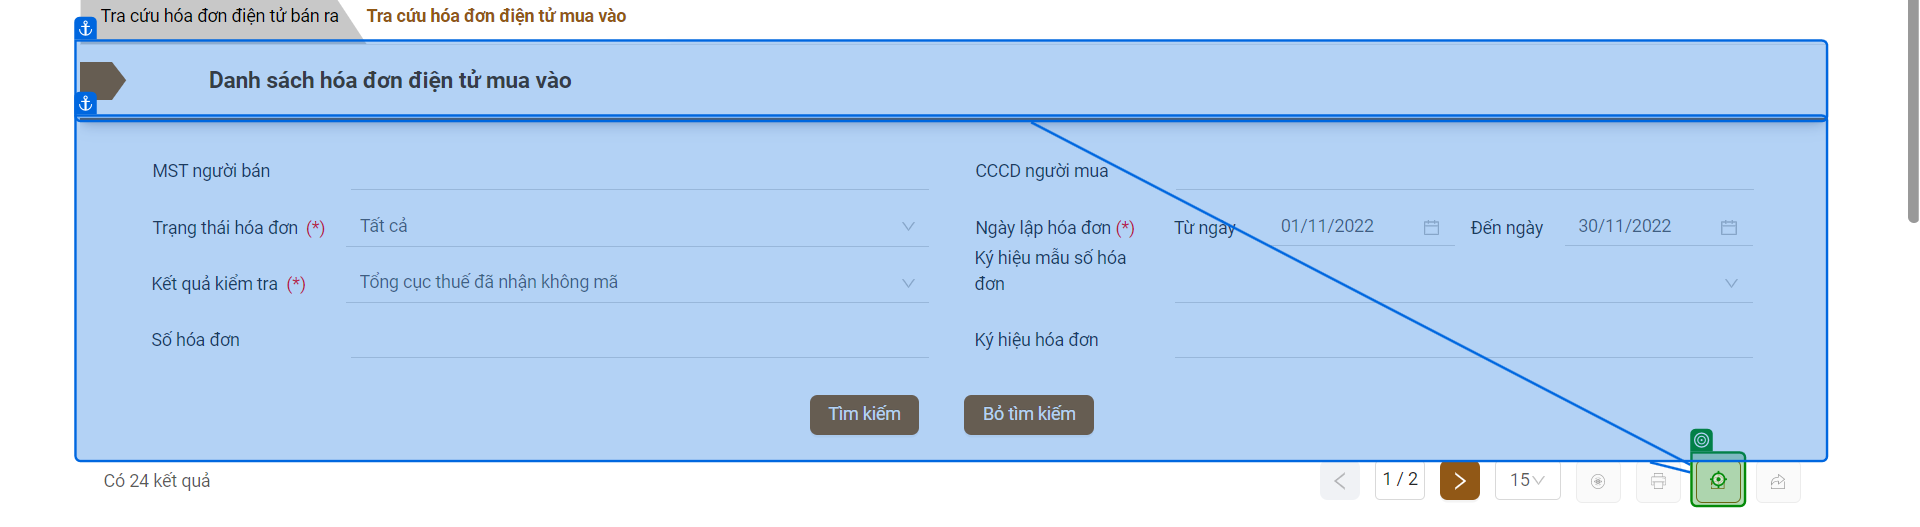 Tra cứu hóa đơn điện tử bán ra Tra cứu hóa đơn điện tử mua vào
Danh sách hóa đơn điện tử mua vào
MST người bán CCCD người mua
Trạng thái hóa đơn (*) Tất cả Ngày lập hóa đơn (*) Từ ngày 01/11/2022 Đến ngày 30/11/2022
Kết quả kiểm tra (*) Tổng cục thuế đã nhận không mã Ký hiệu mẫu số hóa
đơn
Số hóa đơn Ký hiệu hóa đơn
Tìm kiếm Bỏ tìm kiếm
Có 24 kết quả 1 / 2 15